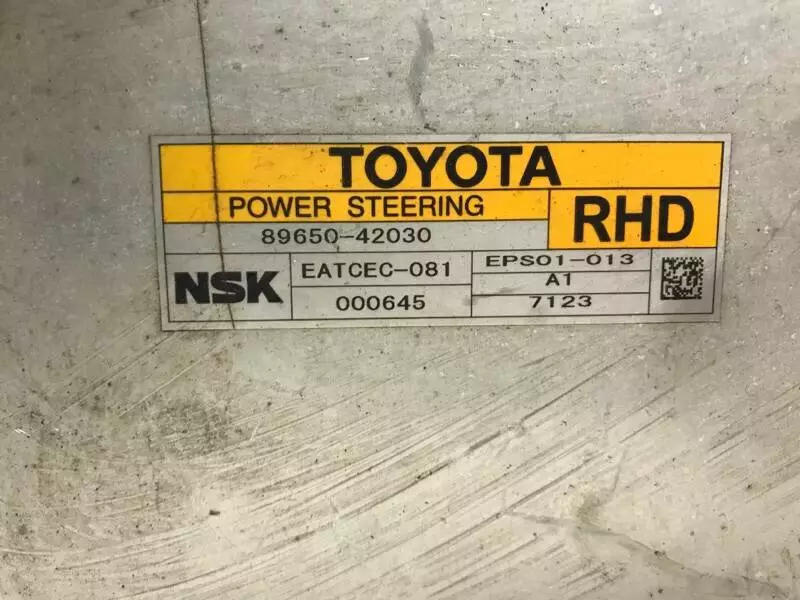 TOYOTA
POWER STEERING
RHD
89650-42030
NSK
EATCEC-081
EPS01-013
A1
000645
7123